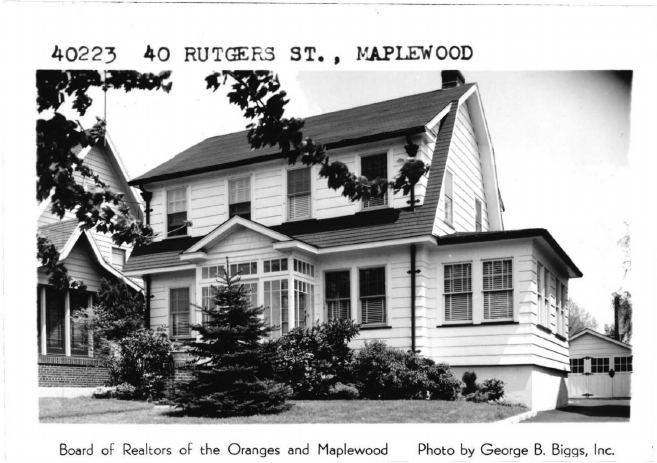 40223 40 RUTGERS ST., MAPLEWOOD
Board of Realtors of the Oranges and Maplewood Photo by George B. Biggs, Inc.